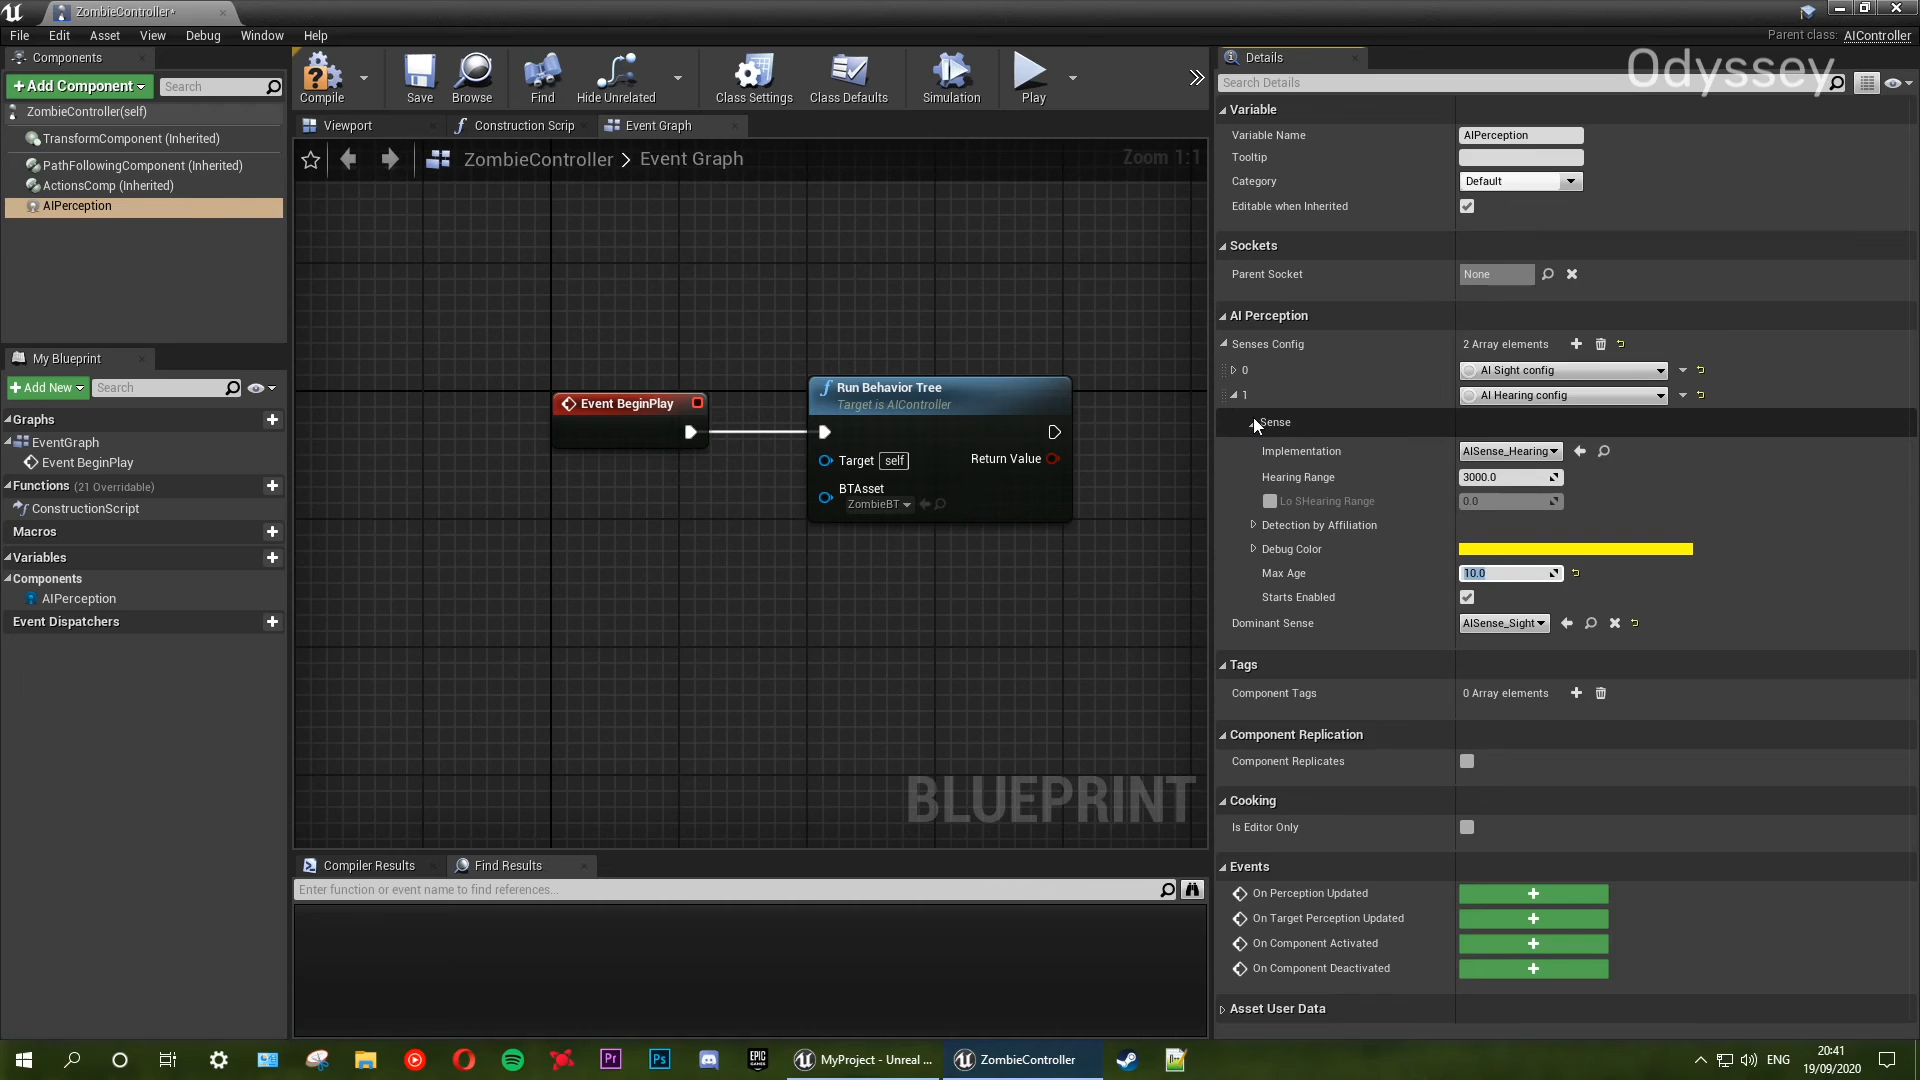 ZombieController*
File Edit Asset View Debug Window Help
Parent class: AIController
Odyssey
Components
+Add Component
Search
ZombieController(self)
TransformComponent (Inherited)
PathFollowingComponent (Inherited)
ActionsComp (Inherited)
AIPerception
My Blueprint
+Add New
Search
Graphs
EventGraph
Event BeginPlay
Functions (21 Overridable)
ConstructionScript
Macros
Variables
Components
AIPerception
Event Dispatchers
Compile Save Browse Find Hide Unrelated Class Settings Class Defaults Simulation Play
Viewport Construction Scrip Event Graph
ZombieController > Event Graph
Zoom 1:1
Event BeginPlay
Run Behavior Tree
Target is AIController
Target self
Return Value
BTAsset
ZombieBT
BLUEPRINT
Compiler Results Find Results
Enter function or event name to find references...
Details
Search Details
Variable
Variable Name AIPerception
Tooltip
Category Default
Editable when Inherited
Sockets
Parent Socket None
AI Perception
Senses Config 2 Array elements
0 AI Sight config
1 AI Hearing config
Sense
Implementation AISense_Hearing
Hearing Range 3000.0
Lo SHearing Range 0.0
Detection by Affiliation
Debug Color
Max Age 10.0
Starts Enabled
Dominant Sense AISense_Sight
Tags
Component Tags 0 Array elements
Component Replication
Component Replicates
Cooking
Is Editor Only
Events
On Perception Updated
On Target Perception Updated
On Component Activated
On Component Deactivated
Asset User Data
Pr Ps EPIC GAMES MyProject - Unreal ... ZombieController ENG 20:41
19/09/2020